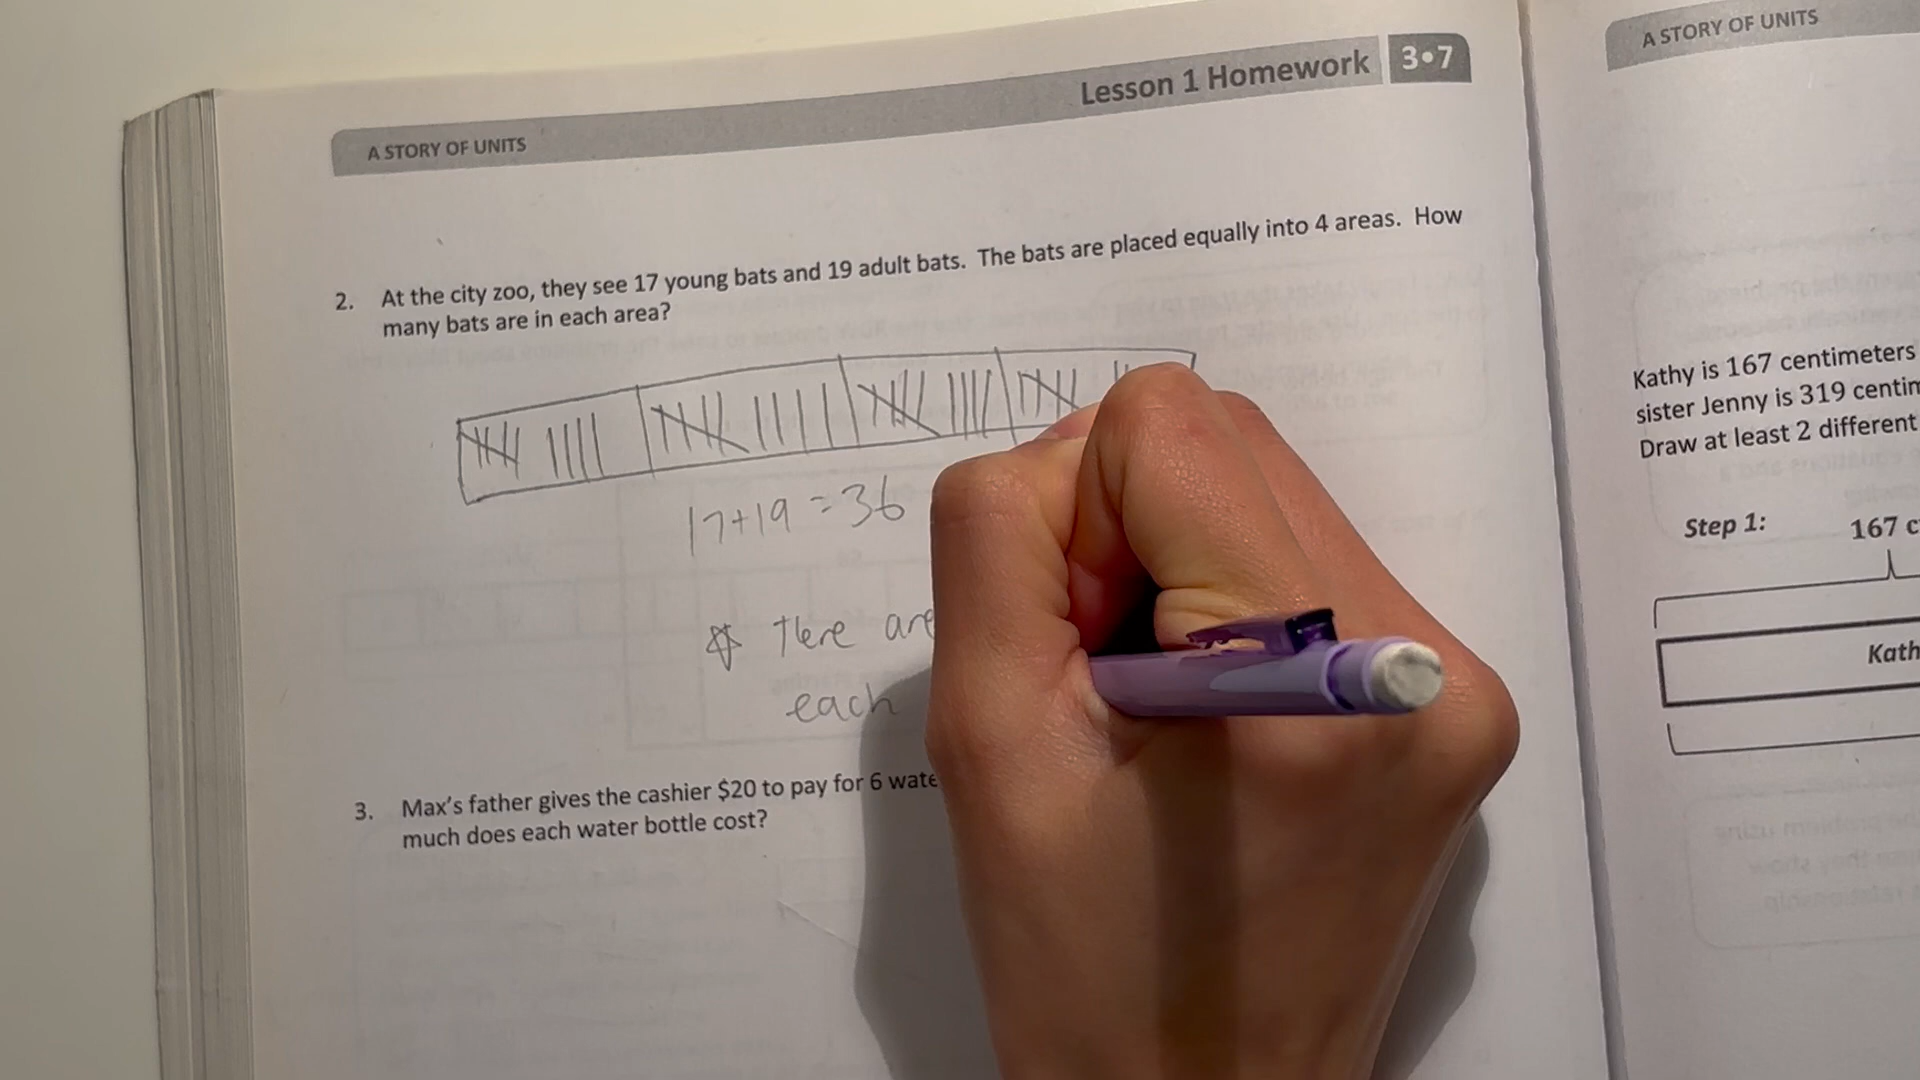 Lesson 1 Homework 3•7
A STORY OF UNITS
2. At the city zoo, they see 17 young bats and 19 adult bats. The bats are placed equally into 4 areas. How
many bats are in each area?
17+19 = 36
There are
each
3. Max's father gives the cashier $20 to pay for 6
much does each water bottle cost?
A STORY OF UNITS
Kathy is 167 centimeters
sister Jenny is 319
Draw at least 2 different
Step 1: 167